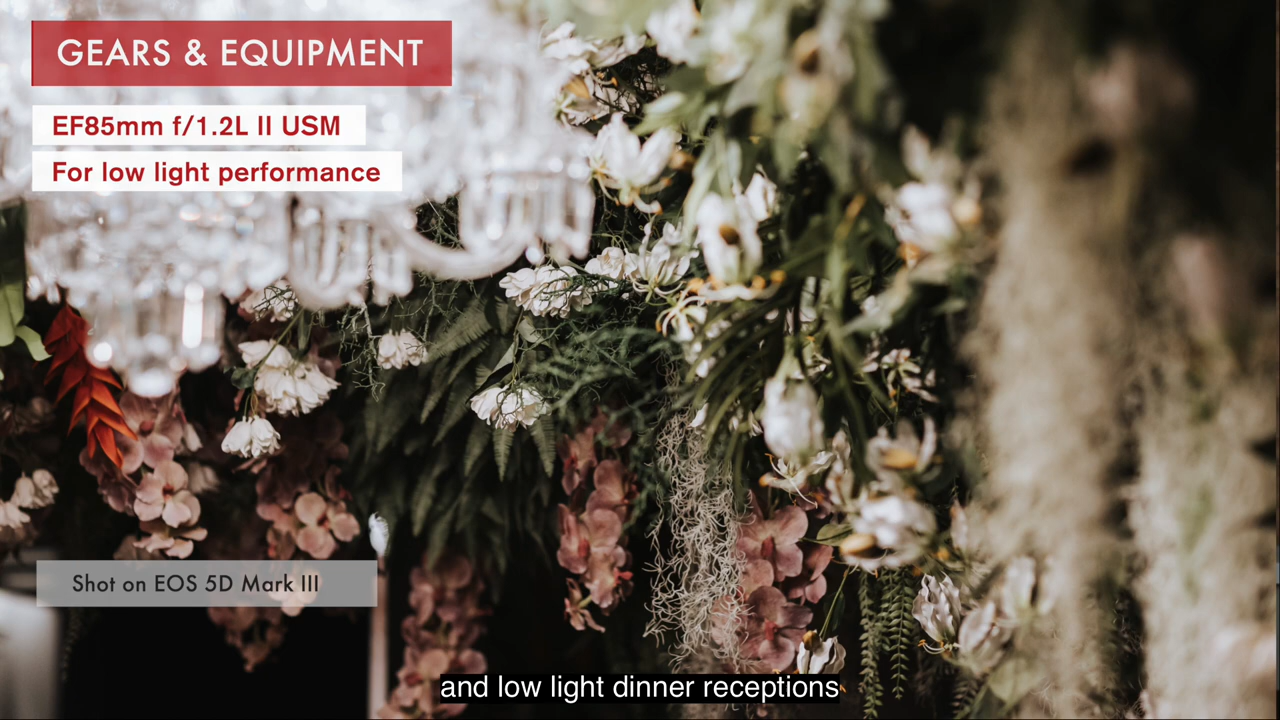 GEARS & EQUIPMENT
EF85mm f/1.2L II USM
For low light performance
Shot on EOS 5D Mark III
and low light dinner receptions